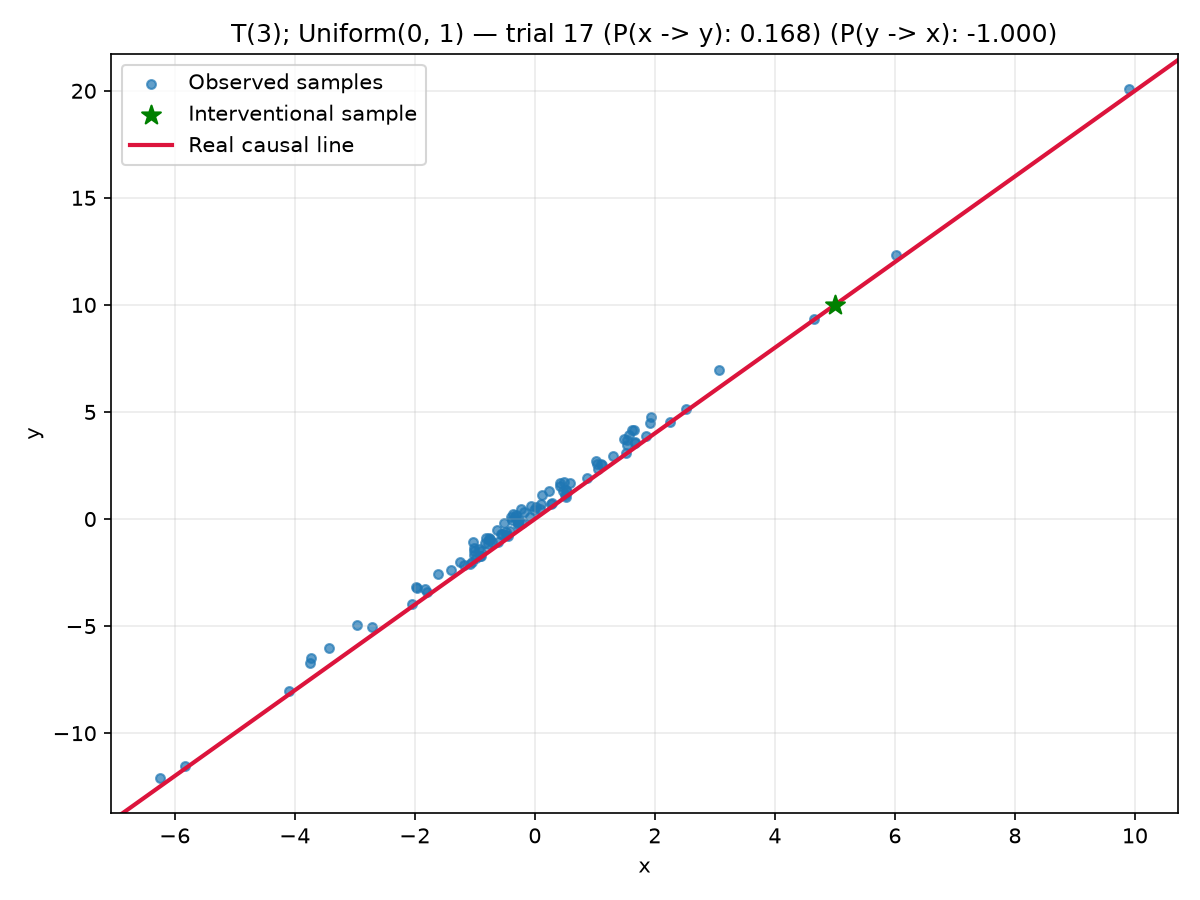 T(3); Uniform(0, 1) — trial 17 (P(x -> y): 0.168) (P(y -> x): -1.000)
Observed samples
Interventional sample
Real causal line
20
15
10
5
0
−5
−10
y
−6 −4 −2 0 2 4 6 8 10
x